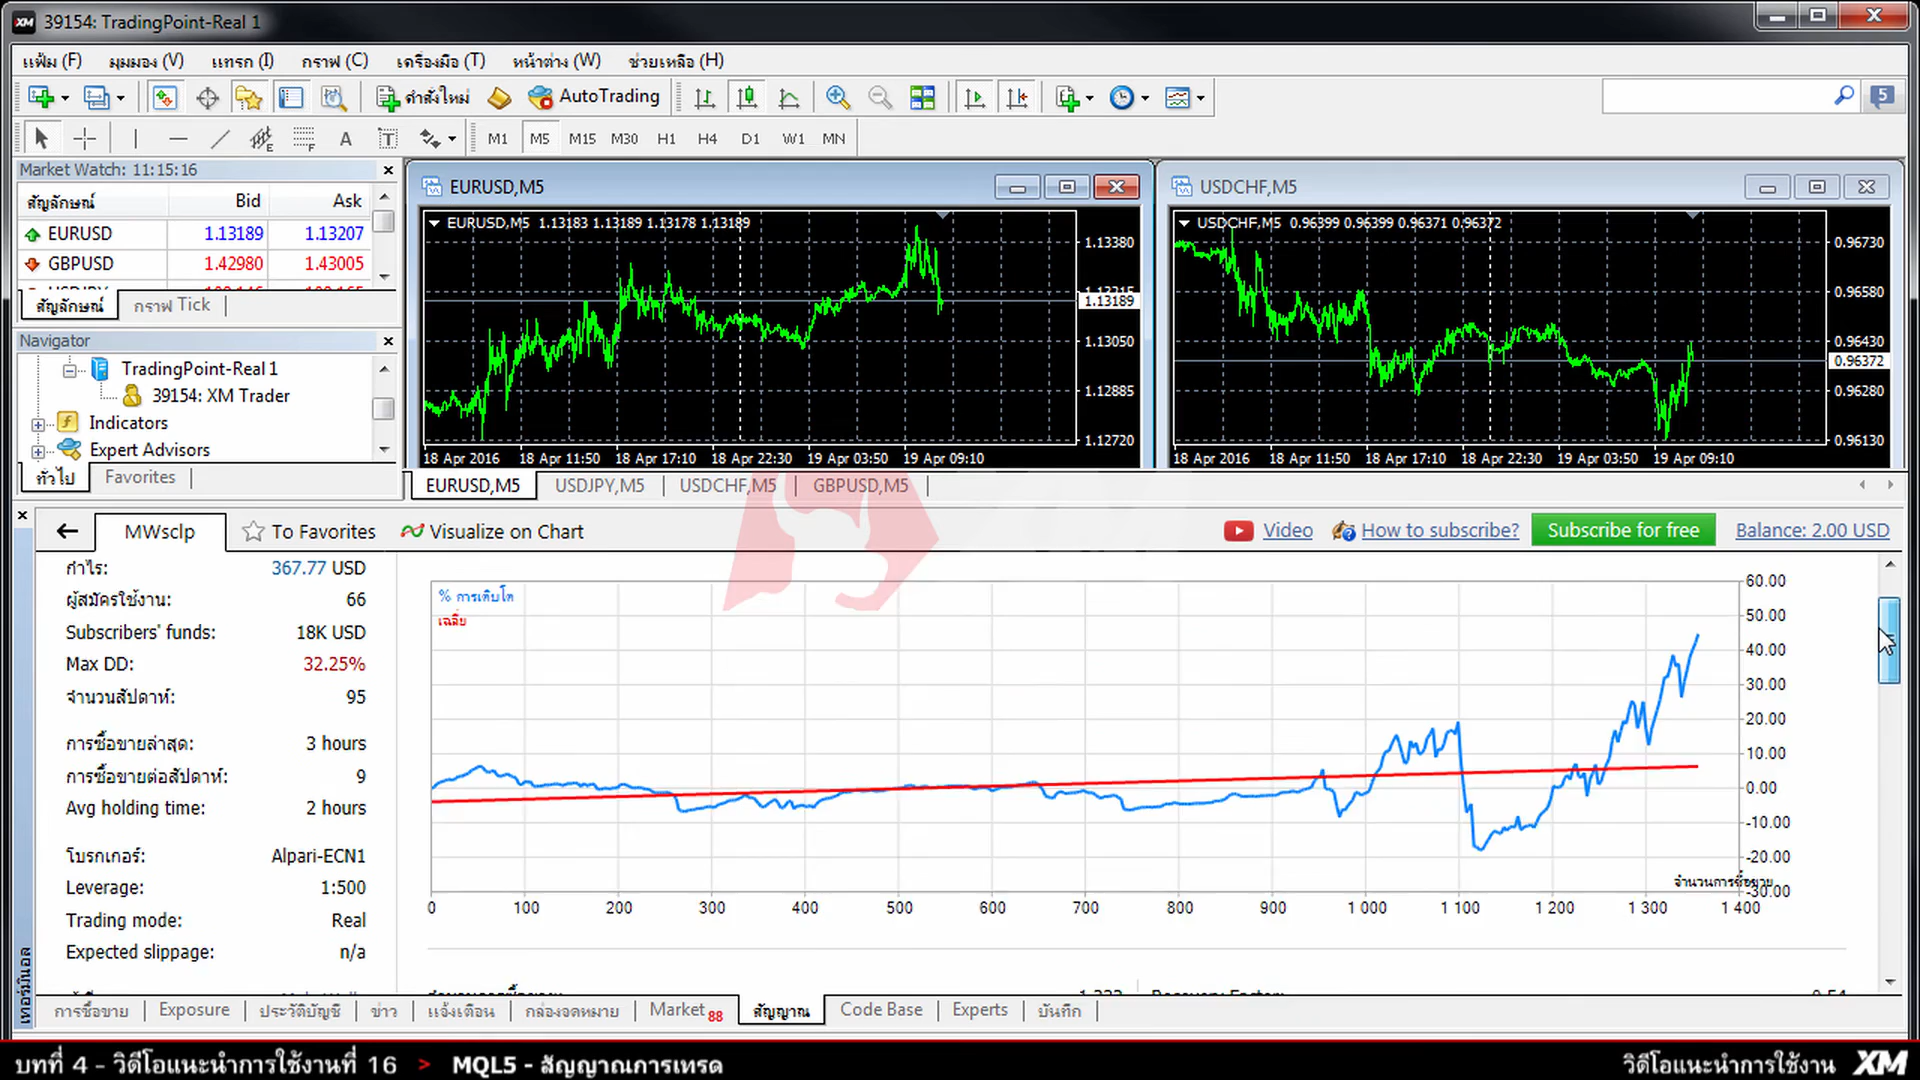 39154: TradingPoint-Real 1
แฟ้ม (F) มุมมอง (V) แทรก (I) กราฟ (C) เครื่องมือ (T) หน้าต่าง (W) ช่วยเหลือ (H)
คำสั่งใหม่ AutoTrading 5
A T M1 M5 M15 M30 H1 H4 D1 W1 MN
Market Watch: 11:15:16
สัญลักษณ์ Bid Ask
EURUSD 1.13189 1.13207
GBPUSD 1.42980 1.43005
สัญลักษณ์ กราฟ Tick
Navigator
TradingPoint-Real 1
39154: XM Trader
Indicators
Expert Advisors
ทั่วไป Favorites
EURUSD,M5
EURUSD,M5 1.13183 1.13189 1.13178 1.13189
1.13380
1.13215
1.13189
1.13050
1.12885
1.12720
18 Apr 2016 18 Apr 11:50 18 Apr 17:10 18 Apr 22:30 19 Apr 03:50 19 Apr 09:10
USDCHF,M5
USDCHF,M5 0.96399 0.96399 0.96371 0.96372
0.96730
0.96580
0.96430
0.96372
0.96280
0.96130
18 Apr 2016 18 Apr 11:50 18 Apr 17:10 18 Apr 22:30 19 Apr 03:50 19 Apr 09:10
EURUSD,M5 USDJPY,M5 USDCHF,M5 GBPUSD,M5
MWsclp To Favorites Visualize on Chart Video How to subscribe? Subscribe for free Balance: 2.00 USD
กำไร: 367.77 USD
ผู้สมัครใช้งาน: 66
Subscribers' funds: 18K USD
Max DD: 32.25%
จำนวนสัปดาห์: 95
การซื้อขายล่าสุด: 3 hours
การซื้อขายต่อสัปดาห์: 9
Avg holding time: 2 hours
โบรกเกอร์: Alpari-ECN1
Leverage: 1:500
Trading mode: Real
Expected slippage: n/a
% การเติบโต
เฉลี่ย
60.00
50.00
40.00
30.00
20.00
10.00
0.00
-10.00
-20.00
-30.00
จำนวนการซื้อขาย
0 100 200 300 400 500 600 700 800 900 1 000 1 100 1 200 1 300 1 400
เทอร์มินอล
การซื้อขาย Exposure ประวัติบัญชี ข่าว แจ้งเตือน กล่องจดหมาย Market 88 สัญญาณ Code Base Experts บันทึก
บทที่ 4 - วิดีโอแนะนำการใช้งานที่ 16 > MQL5 - สัญญาณการเทรด
วิดีโอแนะนำการใช้งาน XM